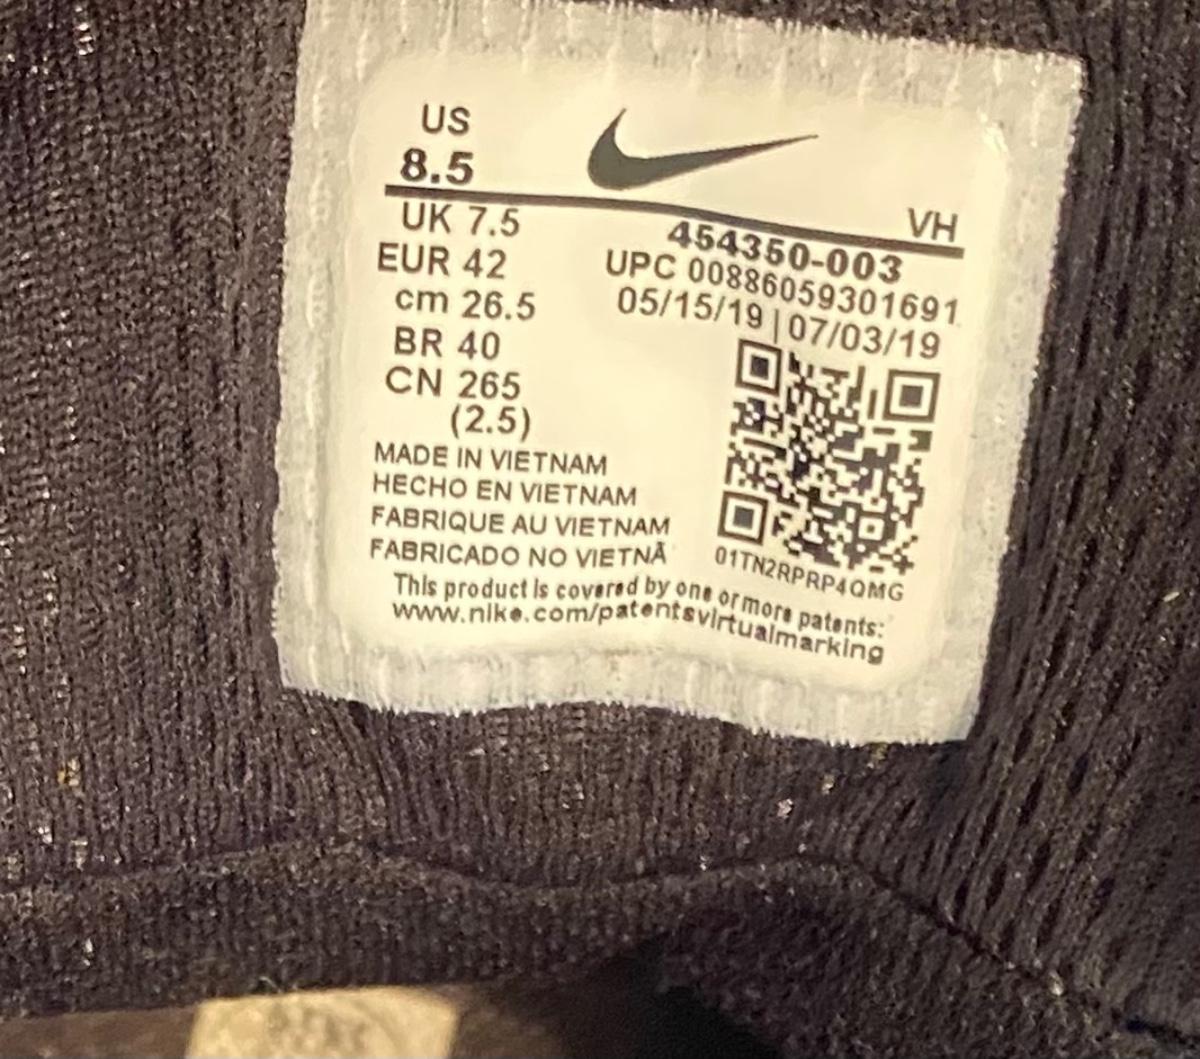 US
8.5
UK 7.5
EUR 42
cm 26.5
BR 40
CN 265
(2.5)
VH
454350-003
UPC 00886059301691
05/15/19 | 07/03/19
01TN2RPRP4QMG
MADE IN VIETNAM
HECHO EN VIETNAM
FABRIQUE AU VIETNAM
FABRICADO NO VIETNÃ
This product is covered by one or more patents:
www.nike.com/patentsvirtualmarking